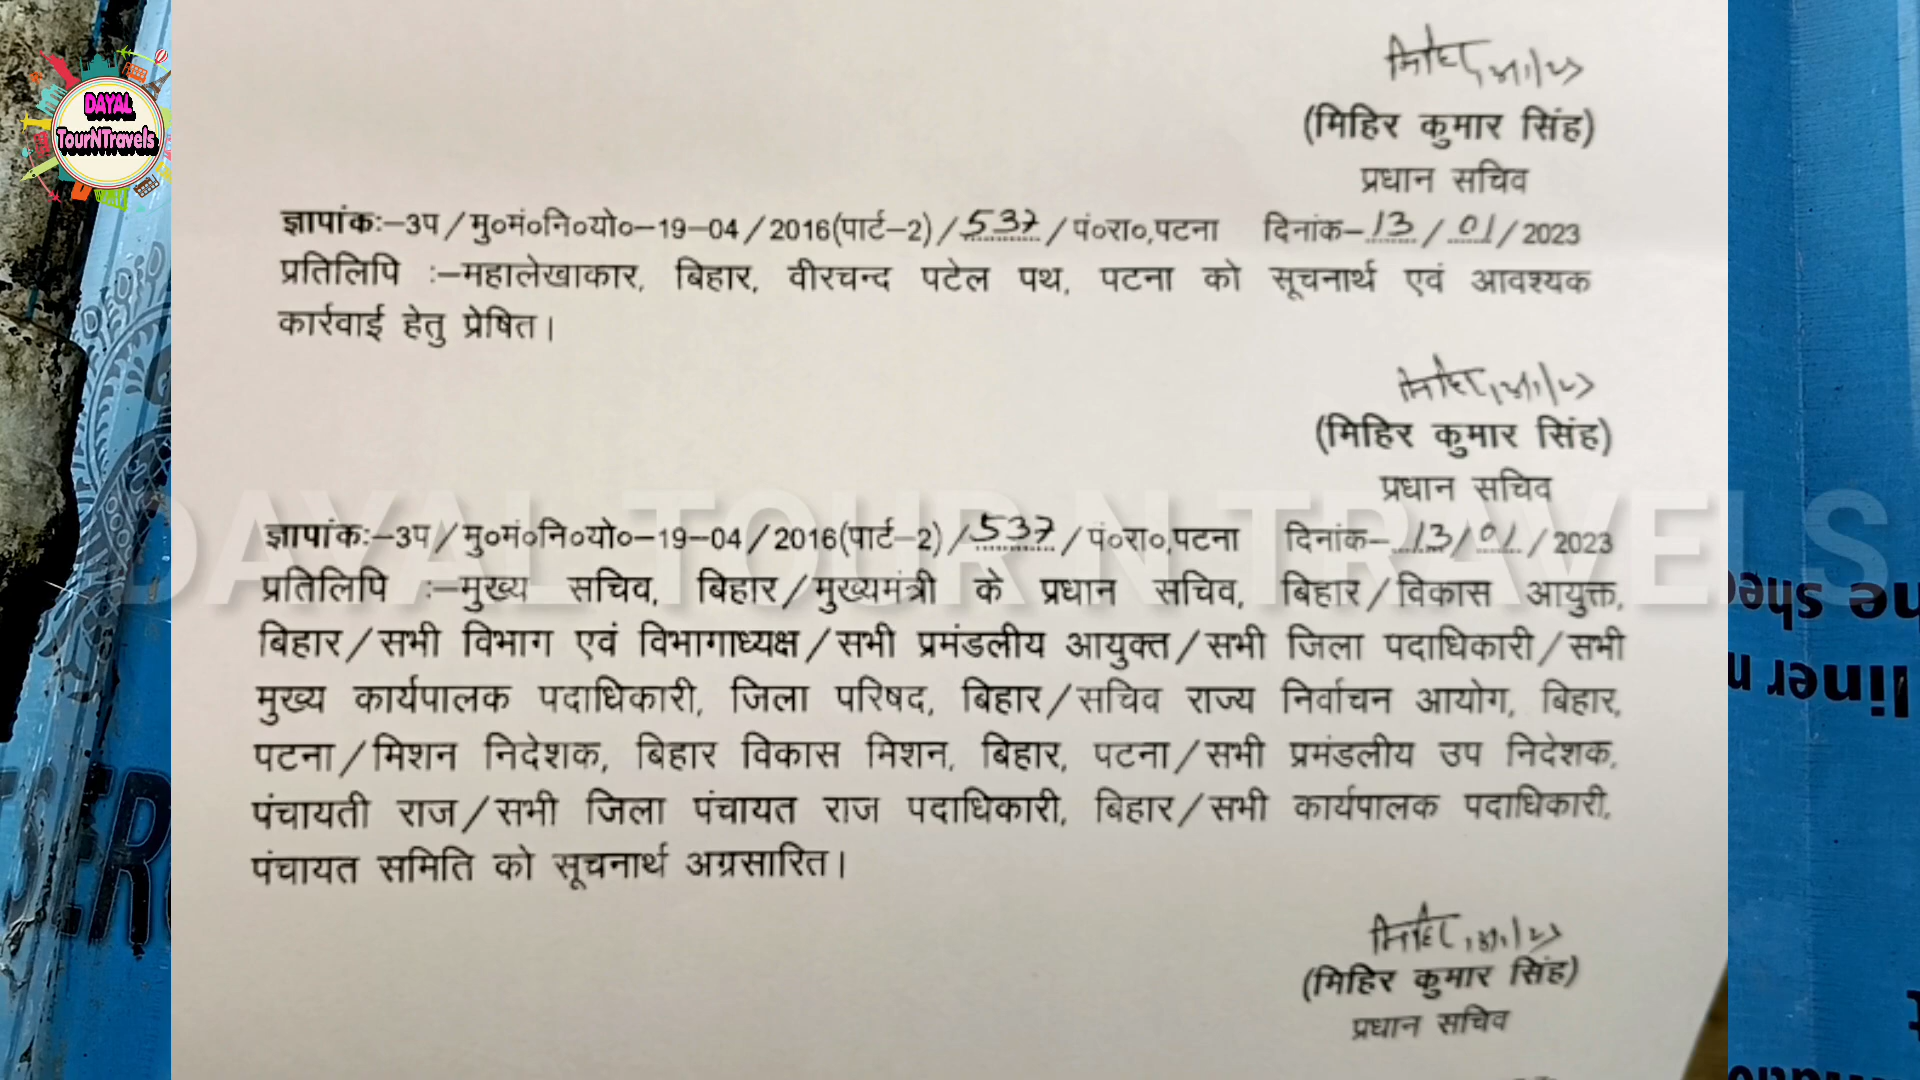 DAYAL
TourNTravels
(मिहिर कुमार सिंह)
प्रधान सचिव
ज्ञापांकः–3प/मु०मं०नि०यो०–19–04/2016(पार्ट–2)/537/पं०रा०,पटना दिनांक–13/01/2023
प्रतिलिपि :–महालेखाकार, बिहार, वीरचन्द पटेल पथ, पटना को सूचनार्थ एवं आवश्यक
कार्रवाई हेतु प्रेषित।
(मिहिर कुमार सिंह)
प्रधान सचिव
DAYAL TOUR N TRAVELS
ज्ञापांकः–3प/मु०मं०नि०यो०–19–04/2016(पार्ट–2)/537/पं०रा०,पटना दिनांक–13/01/2023
प्रतिलिपि :–मुख्य सचिव, बिहार/मुख्यमंत्री के प्रधान सचिव, बिहार/विकास आयुक्त,
बिहार/सभी विभाग एवं विभागाध्यक्ष/सभी प्रमंडलीय आयुक्त/सभी जिला पदाधिकारी/सभी
मुख्य कार्यपालक पदाधिकारी, जिला परिषद, बिहार/सचिव राज्य निर्वाचन आयोग, बिहार,
पटना/मिशन निदेशक, बिहार विकास मिशन, बिहार, पटना/सभी प्रमंडलीय उप निदेशक,
पंचायती राज/सभी जिला पंचायत राज पदाधिकारी, बिहार/सभी कार्यपालक पदाधिकारी,
पंचायत समिति को सूचनार्थ अग्रसारित।
(मिहिर कुमार सिंह)
प्रधान सचिव